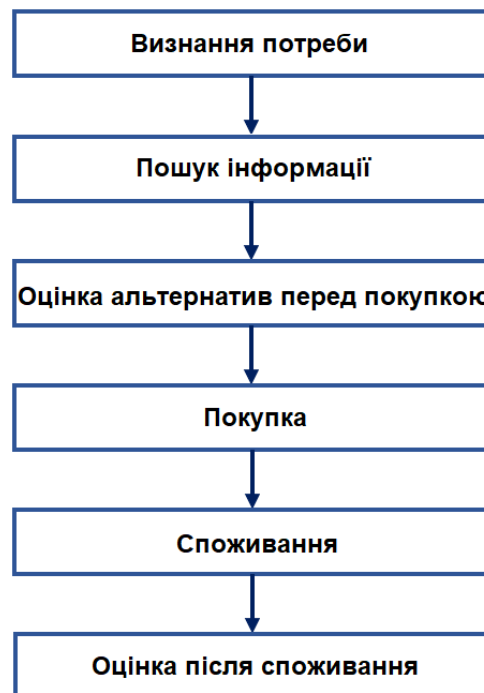 Визнання потреби
Пошук інформації
Оцінка альтернатив перед покупкою
Покупка
Споживання
Оцінка після споживання